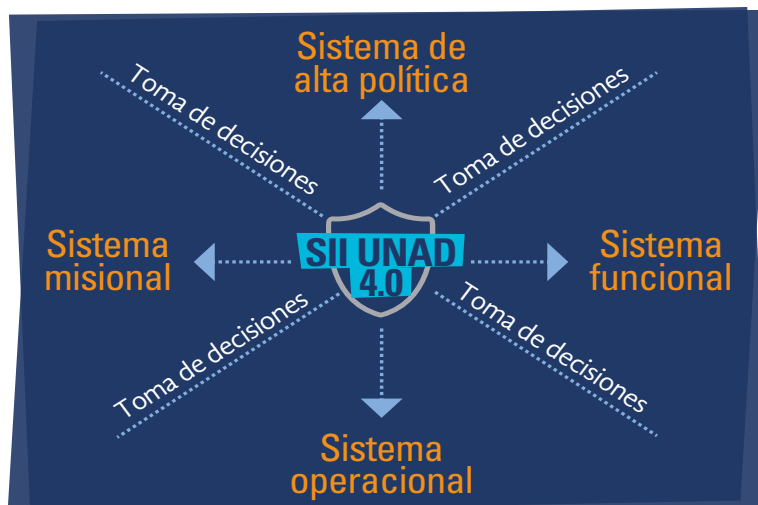 Sistema de
alta política
Toma de decisiones
Toma de decisiones
Sistema
misional
SII UNAD
4.0
Sistema
funcional
Toma de decisiones
Toma de decisiones
Sistema
operacional